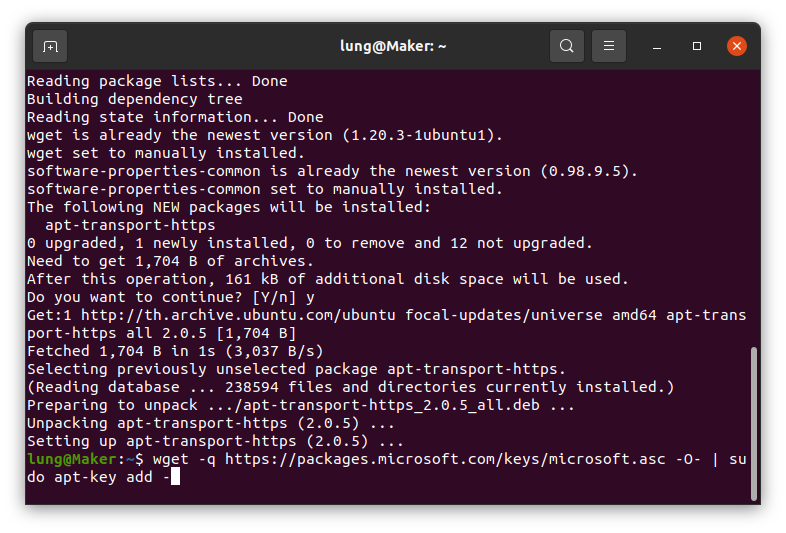 lung@Maker: ~
Reading package lists... Done
Building dependency tree
Reading state information... Done
wget is already the newest version (1.20.3-1ubuntu1).
wget set to manually installed.
software-properties-common is already the newest version (0.98.9.5).
software-properties-common set to manually installed.
The following NEW packages will be installed:
  apt-transport-https
0 upgraded, 1 newly installed, 0 to remove and 12 not upgraded.
Need to get 1,704 B of archives.
After this operation, 161 kB of additional disk space will be used.
Do you want to continue? [Y/n] y
Get:1 http://th.archive.ubuntu.com/ubuntu focal-updates/universe amd64 apt-trans
port-https all 2.0.5 [1,704 B]
Fetched 1,704 B in 1s (3,037 B/s)
Selecting previously unselected package apt-transport-https.
(Reading database ... 238594 files and directories currently installed.)
Preparing to unpack .../apt-transport-https_2.0.5_all.deb ...
Unpacking apt-transport-https (2.0.5) ...
Setting up apt-transport-https (2.0.5) ...
lung@Maker:~$ wget -q https://packages.microsoft.com/keys/microsoft.asc -O- | su
do apt-key add -